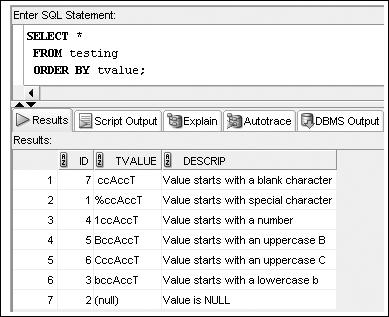 Enter SQL Statement:
SELECT *
FROM testing
ORDER BY tvalue;
Results Script Output Explain Autotrace DBMS Output
Results:
ID TVALUE DESCRIP
1 7 ccAccT Value starts with a blank character
2 1 %ccAccT Value starts with special character
3 4 1ccAccT Value starts with a number
4 5 BccAccT Value starts with an uppercase B
5 6 CccAccT Value starts with an uppercase C
6 3 bccAccT Value starts with a lowercase b
7 2 (null) Value is NULL